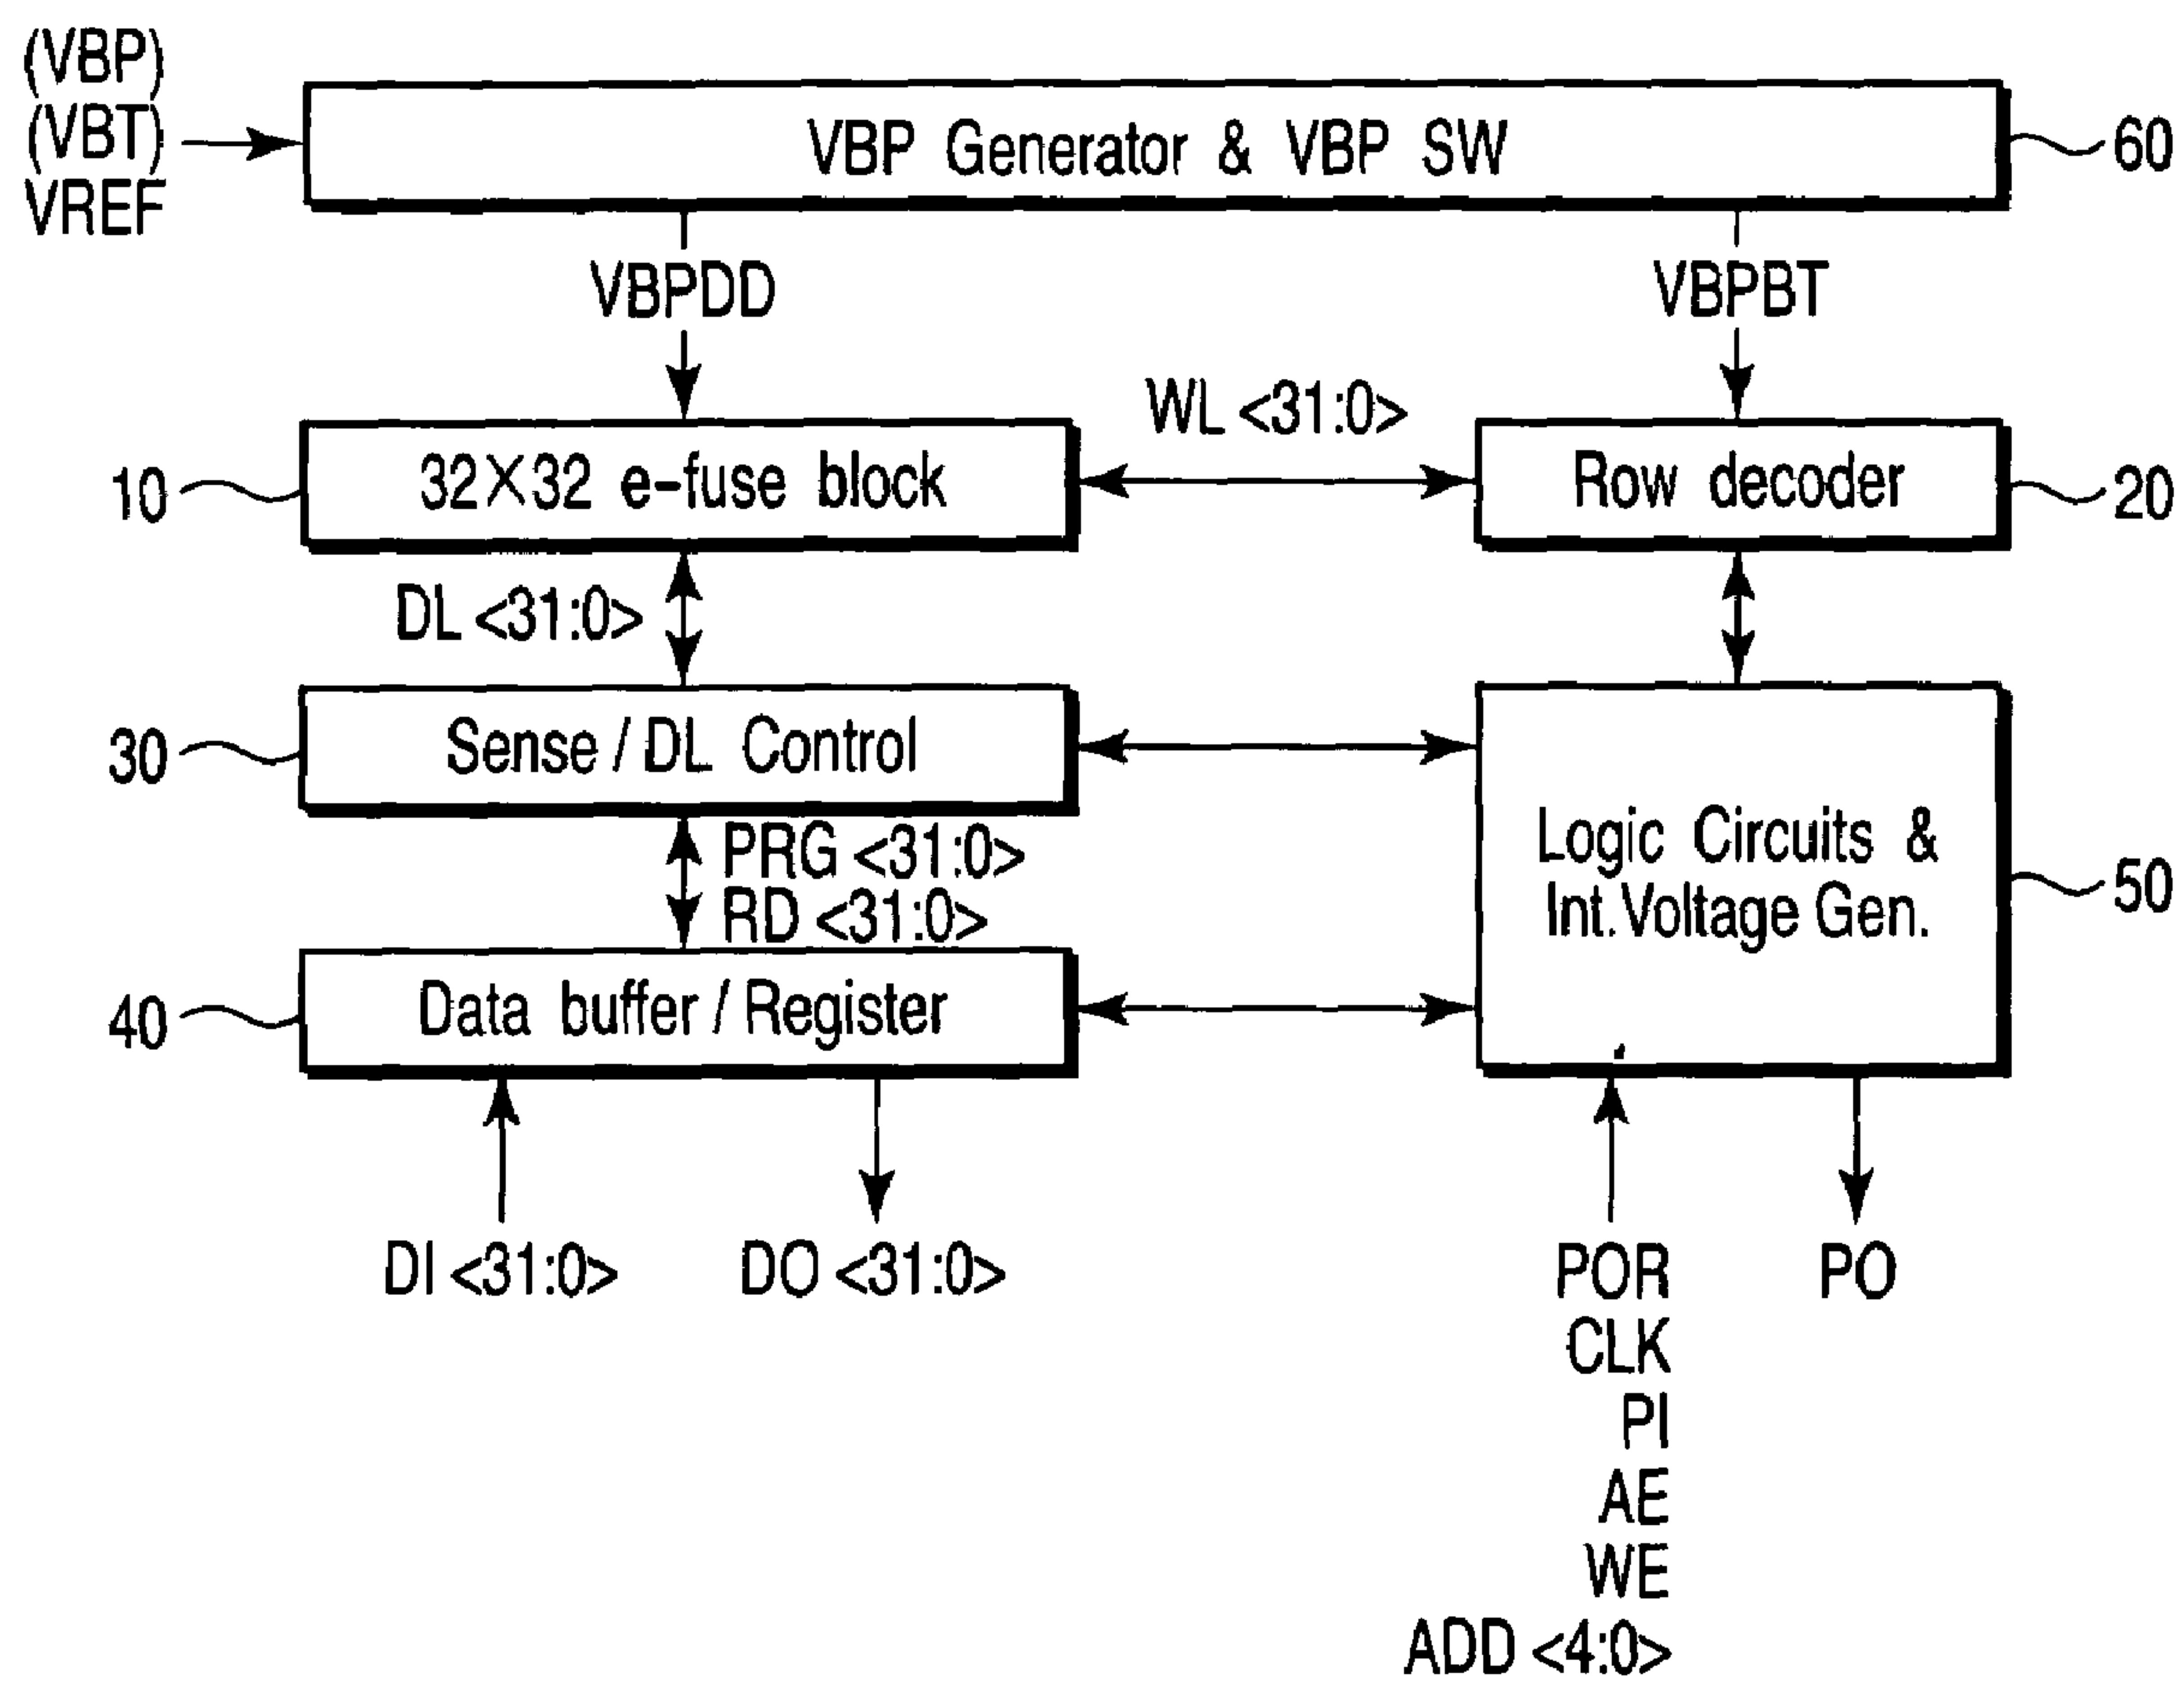 (VBP)
(VBT)
VREF
VBP Generator & VBP SW
60
VBPDD
VBPBT
WL <31:0>
10
32X32 e-fuse block
Row decoder
20
DL <31:0>
30
Sense / DL Control
PRG <31:0>
RD <31:0>
Logic Circuits &
Int.Voltage Gen.
50
40
Data buffer / Register
DI <31:0>
DO <31:0>
POR
CLK
PI
AE
WE
ADD <4:0>
PO